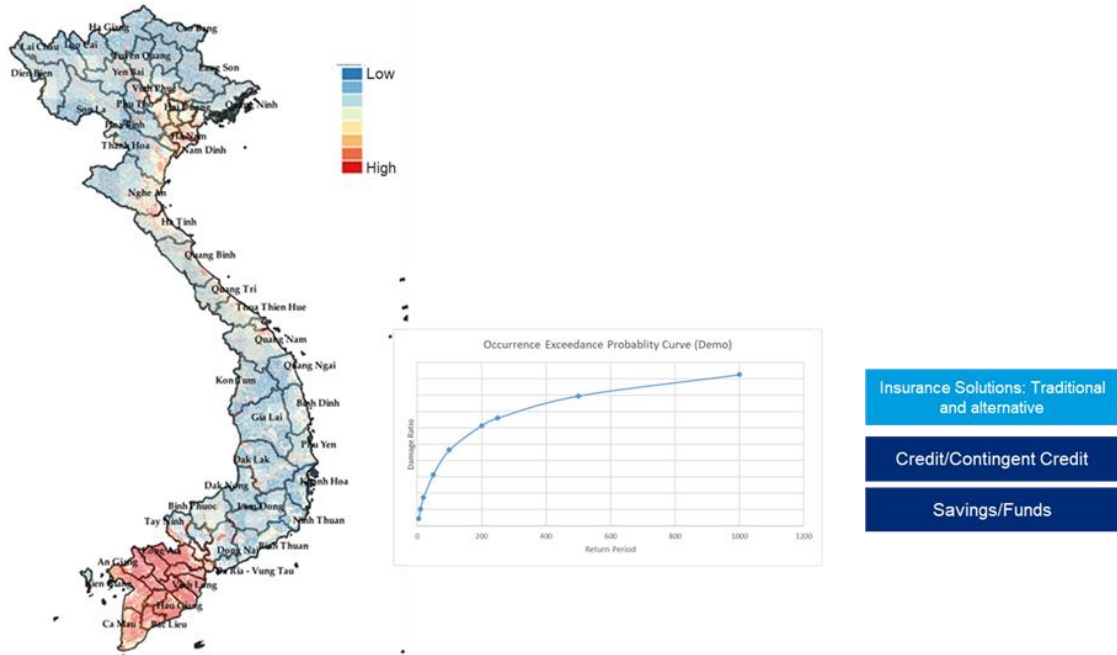 Ha Giang
Cao Bang
Lai Chau
Lao Cai
Tuyen Quang
Dien Bien
Yen Bai
Lang Son
Vinh Phuc
Son La
Phu Tho
Hai Duong
Quang Ninh
Hoa Binh
Ha Nam
Thanh Hoa
Nam Dinh
Nghe An
Ha Tinh
Quang Binh
Quang Tri
Thua Thien Hue
Quang Nam
Quang Ngai
Kon Tum
Binh Dinh
Gia Lai
Phu Yen
Dak Lak
Khanh Hoa
Dak Nong
Binh Phuoc
Lam Dong
Ninh Thuan
Tay Ninh
Binh Thuan
Dong Nai
Long An
An Giang
Ba Ria - Vung Tau
Kien Giang
Vinh Long
Hau Giang
Ca Mau
Bac Lieu
Low
High
Occurrence Exceedance Probablity Curve (Demo)
Damage Ratio
0
200
400
600
800
1000
1200
Return Period
Insurance Solutions: Traditional
and alternative
Credit/Contingent Credit
Savings/Funds